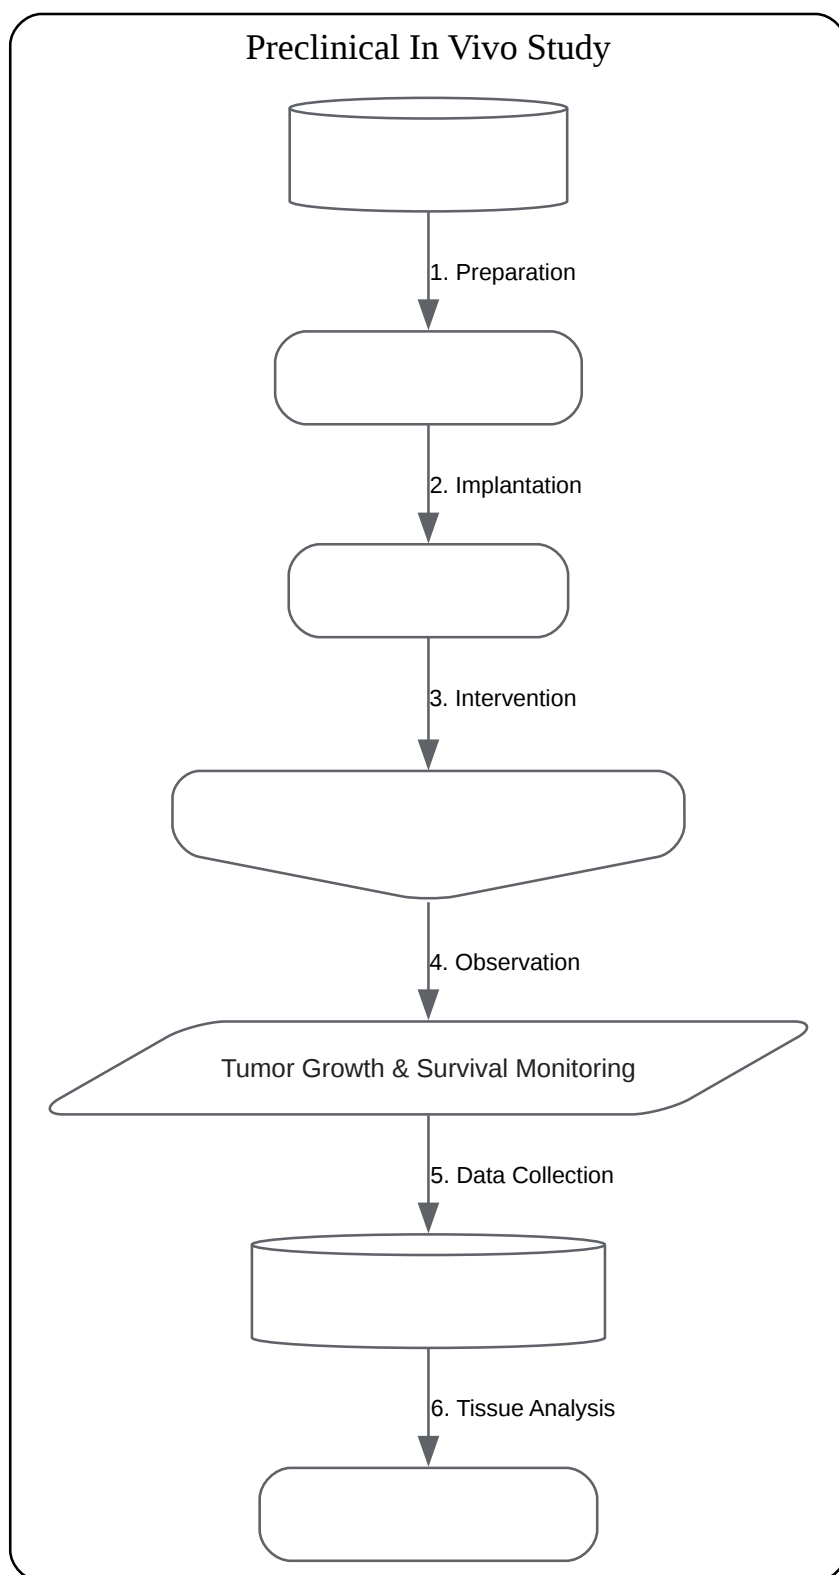 Preclinical In Vivo Study
1. Preparation
2. Implantation
3. Intervention
4. Observation
Tumor Growth & Survival Monitoring
5. Data Collection
6. Tissue Analysis